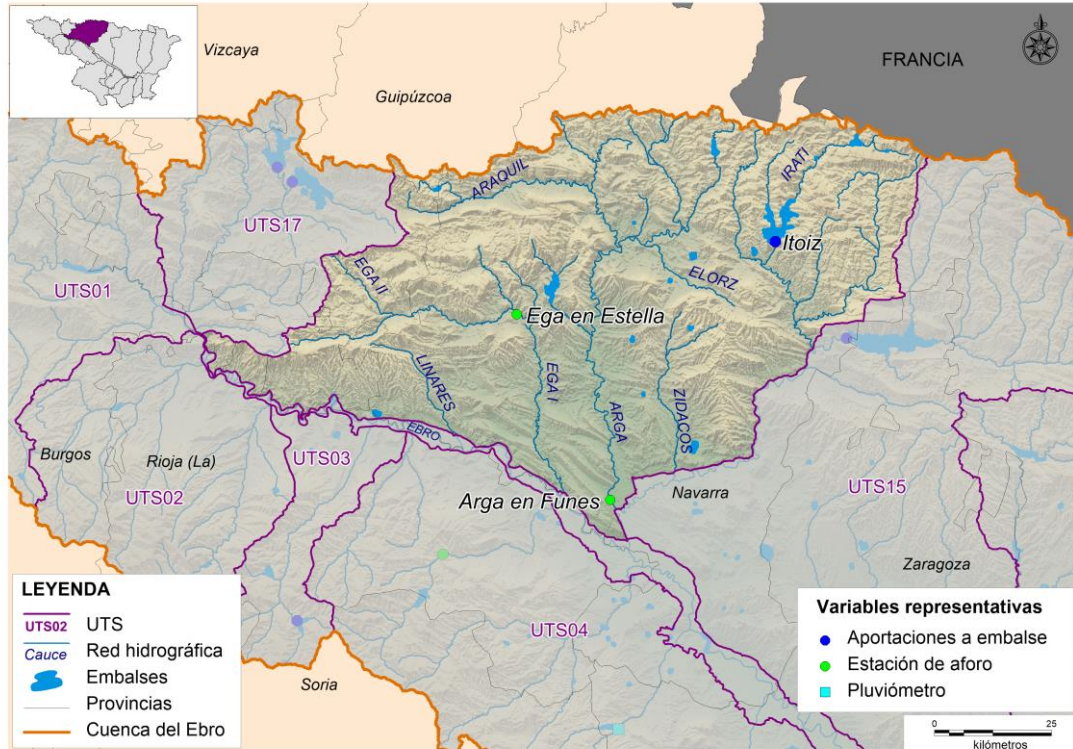 Vizcaya
FRANCIA
Guipúzcoa
ARAQUIL
IRATI
UTS17
Itoiz
EGA II
ELORZ
UTS01
Ega en Estella
LINARES
EGA I
ARGA
ZIDACOS
EBRO
Burgos
Rioja (La)
UTS03
UTS02
Arga en Funes
Navarra
UTS15
Zaragoza
UTS04
Soria
LEYENDA
UTS02 UTS
Cauce Red hidrográfica
Embalses
Provincias
Cuenca del Ebro
Variables representativas
Aportaciones a embalse
Estación de aforo
Pluviómetro
0 25
kilómetros